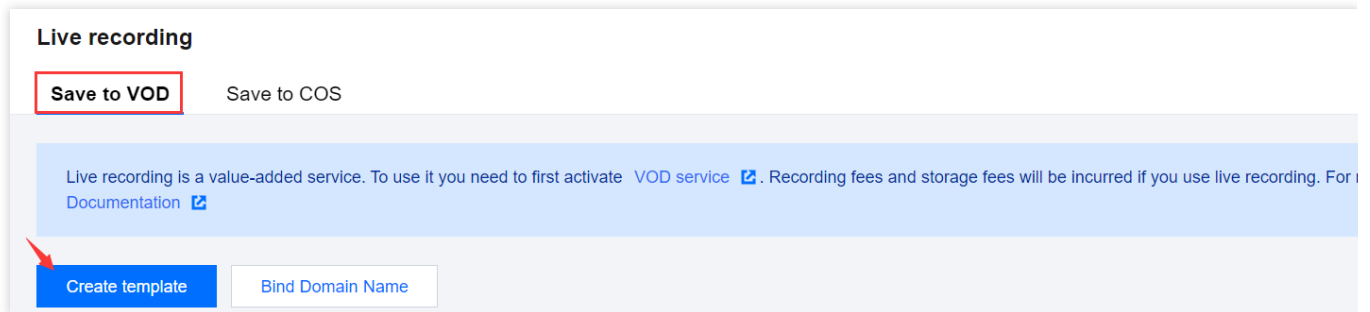 Live recording
Save to VOD Save to COS
Live recording is a value-added service. To use it you need to first activate VOD service . Recording fees and storage fees will be incurred if you use live recording. For
Documentation
Create template Bind Domain Name